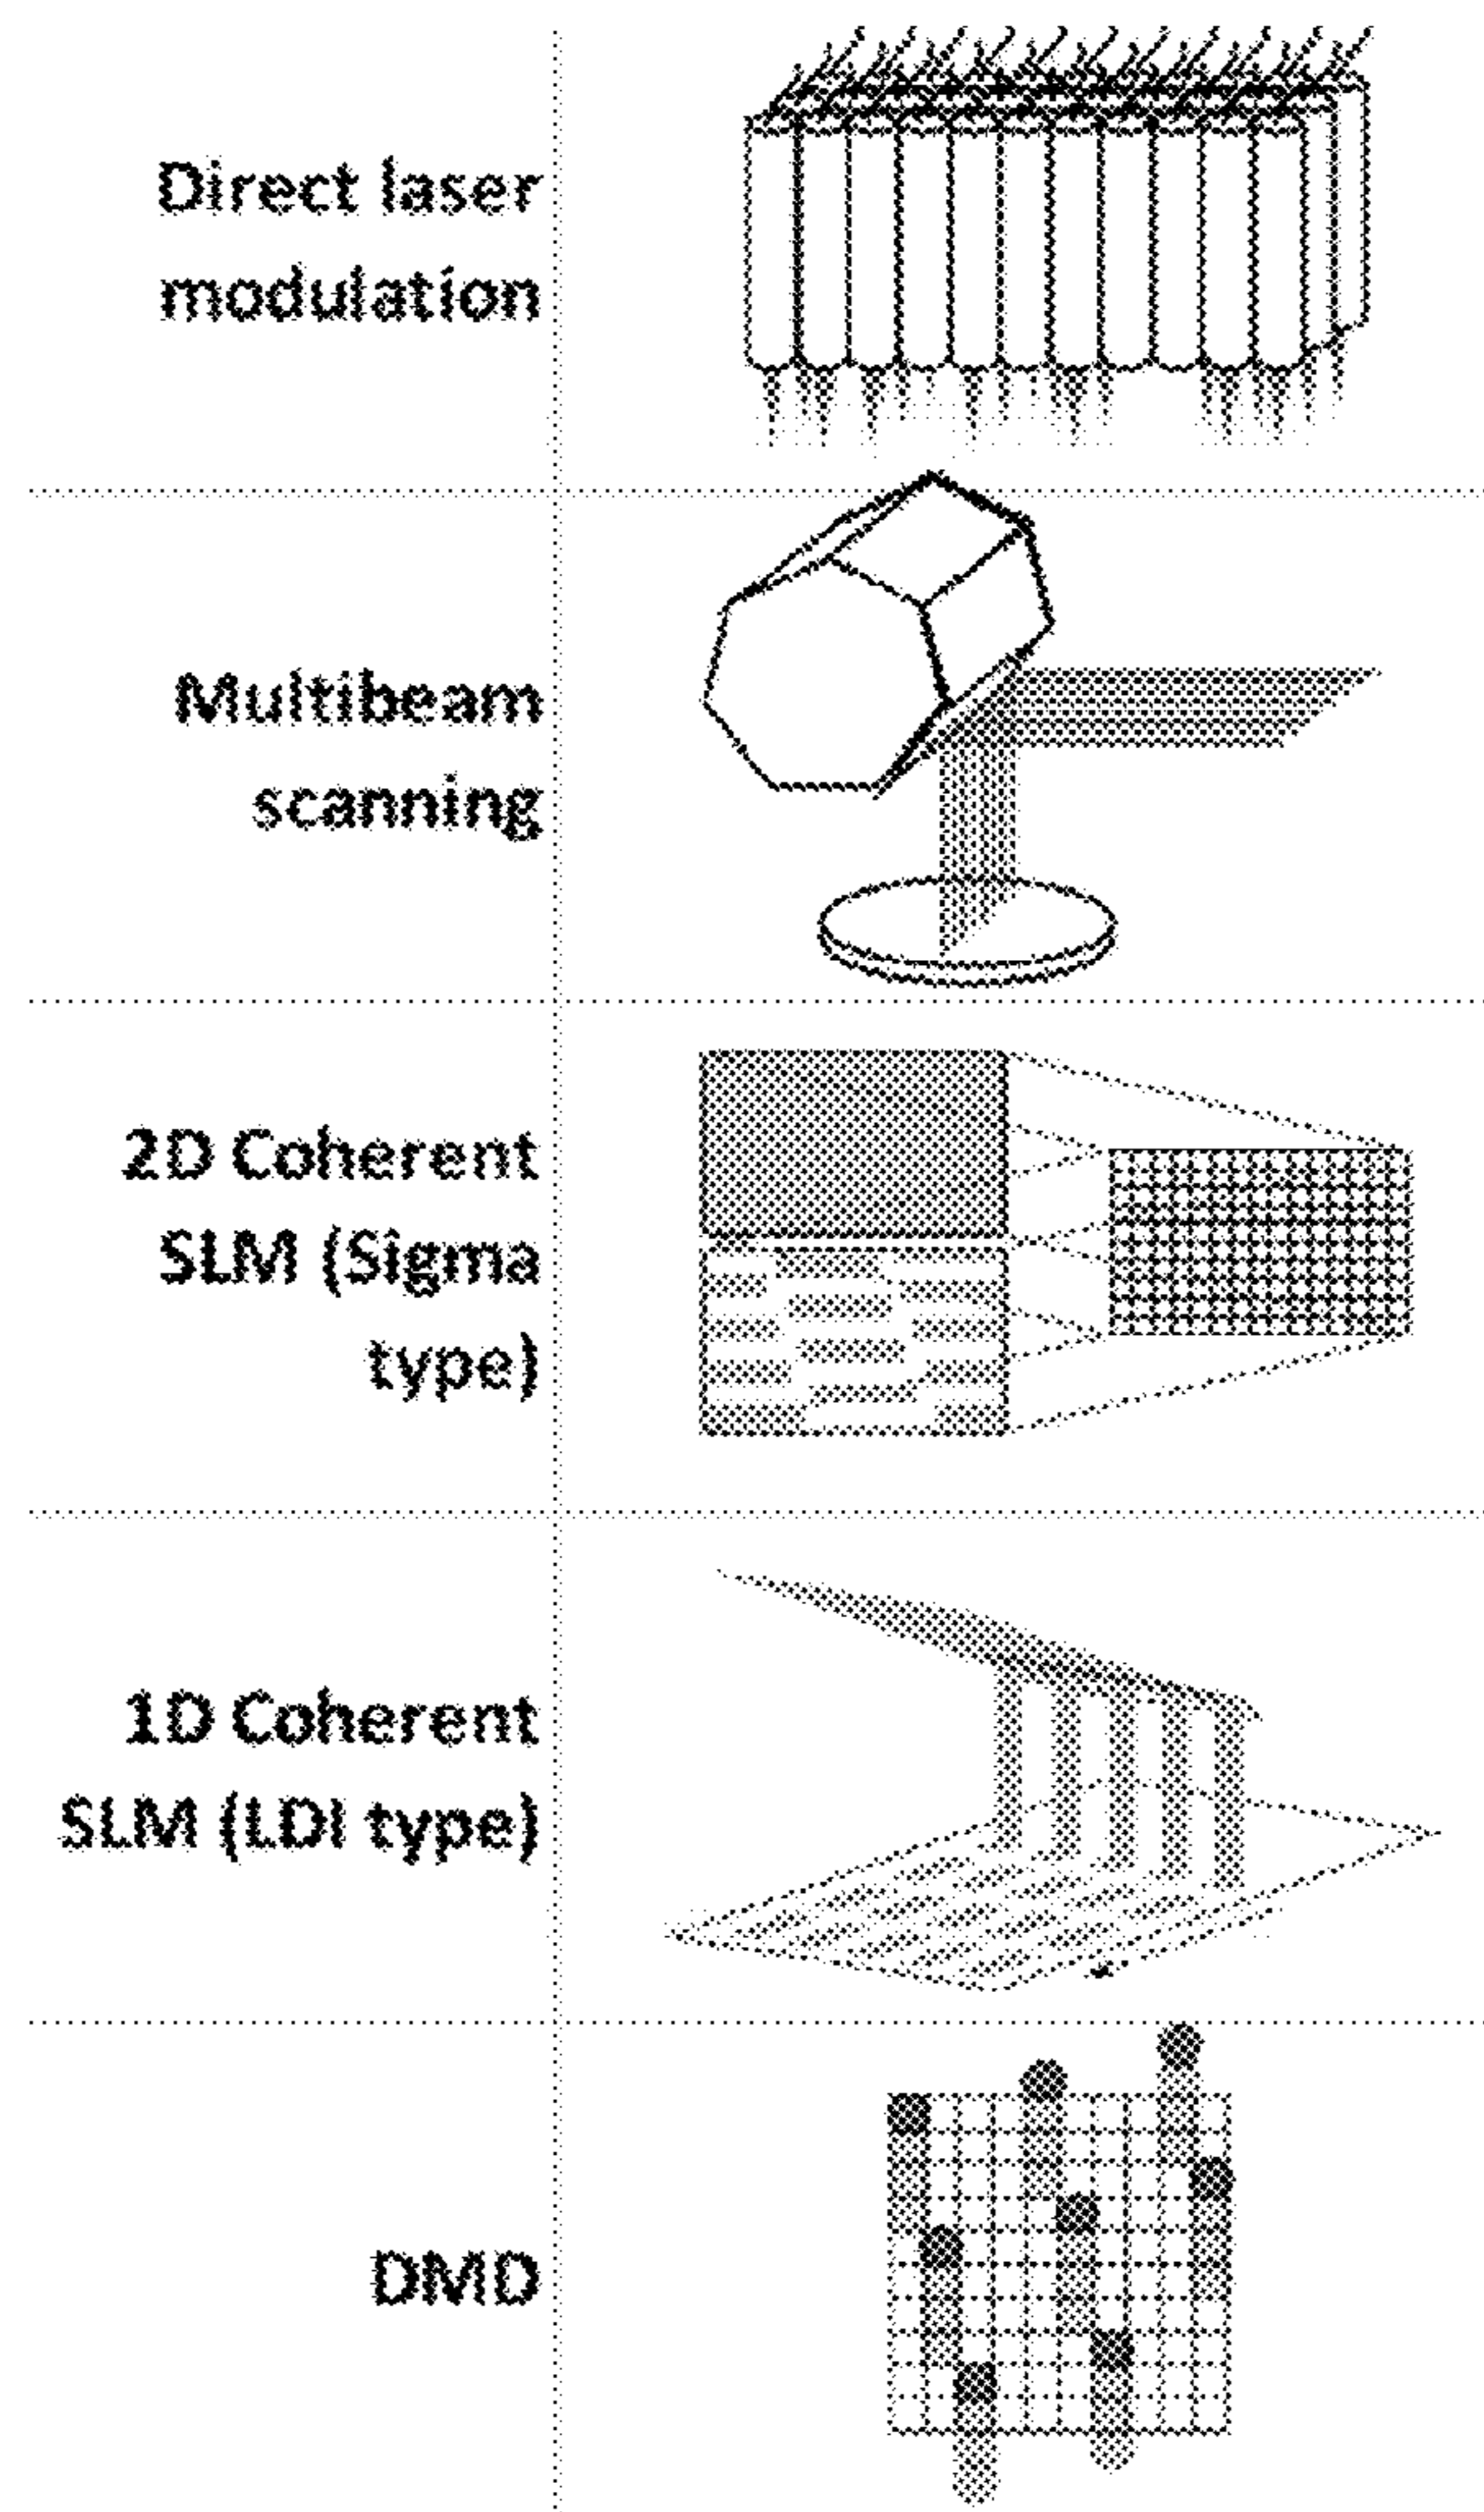 Direct laser
modulation
Multibeam
scanning
2D Coherent
SLM (Sigma
type)
1D Coherent
SLM (LDI type)
DMD